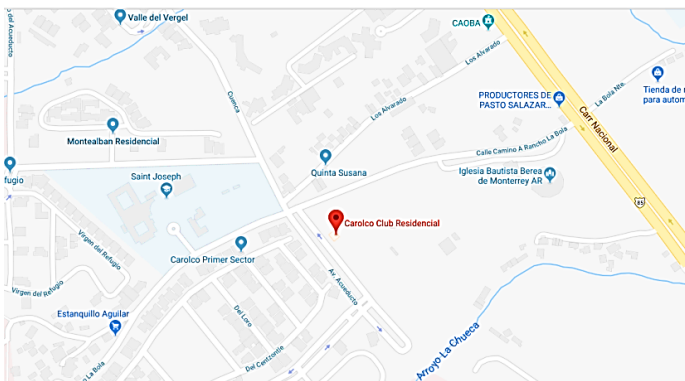 Valle del Vergel
CAOBA
del Acueducto
Los Alvarado
Cuenca
PRODUCTORES DE
PASTO SALAZAR...
Tienda de
para autom
La Bola Nte.
Los Alvarado
Carr Nacional
Montealban Residencial
Calle Camino A Rancho La Bola
fugio
Saint Joseph
Quinta Susana
Iglesia Bautista Berea
de Monterrey AR
85
Carolco Club Residencial
Virgen del Refugio
Carolco Primer Sector
Virgen del Refugio
Av. Acueducto
Estanquillo Aguilar
Del Loro
Arroyo La Chueca
Del Centzontle
La Bola